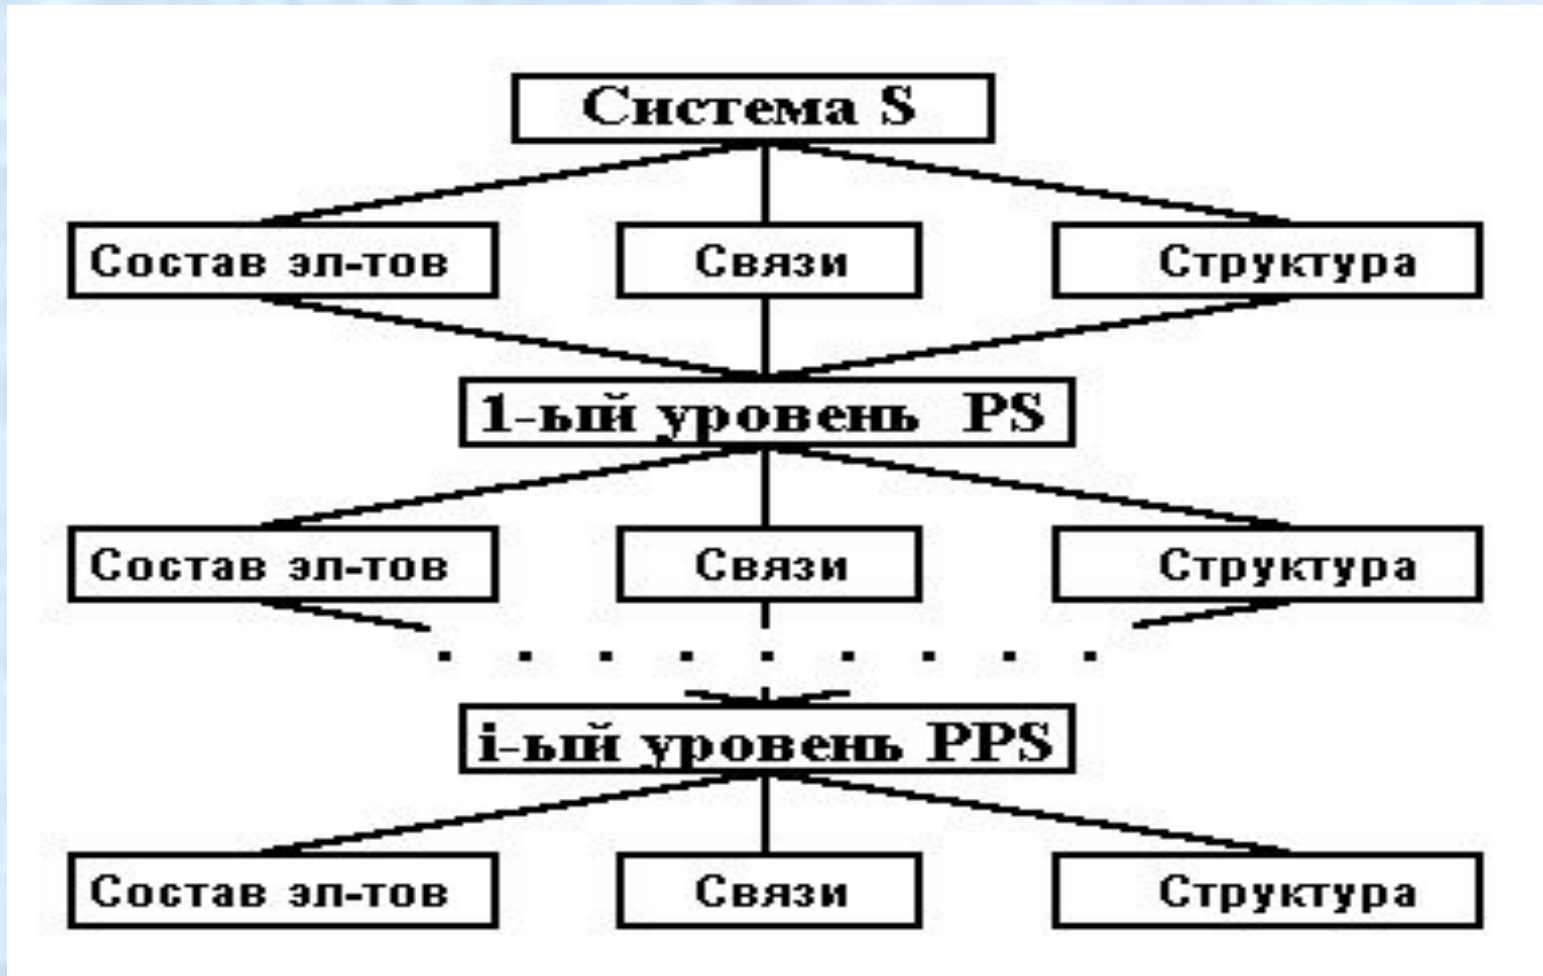 Система S
Состав эл-тов Связи Структура
1-ый уровень PS
Состав эл-тов Связи Структура
i-ый уровень PPS
Состав эл-тов Связи Структура